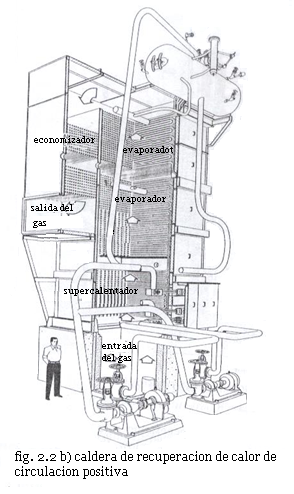 economizador
evaporadot
evaporador
salida del
gas
supercalentador
entrada
del gas
fig. 2.2 b) caldera de recuperacion de calor de
circulacion positiva